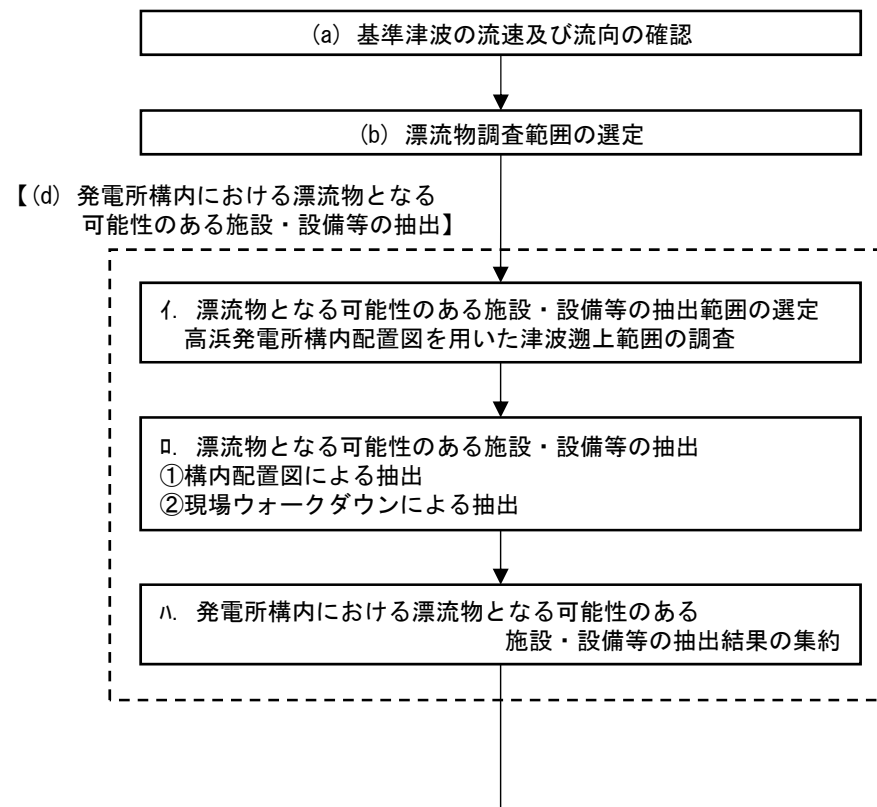 (a) 基準津波の流速及び流向の確認
(b) 漂流物調査範囲の選定
【(d) 発電所構内における漂流物となる
可能性のある施設・設備等の抽出】
ｲ. 漂流物となる可能性のある施設・設備等の抽出範囲の選定
高浜発電所構内配置図を用いた津波遡上範囲の調査
ﾛ. 漂流物となる可能性のある施設・設備等の抽出
①構内配置図による抽出
②現場ウォークダウンによる抽出
ﾊ. 発電所構内における漂流物となる可能性のある
施設・設備等の抽出結果の集約